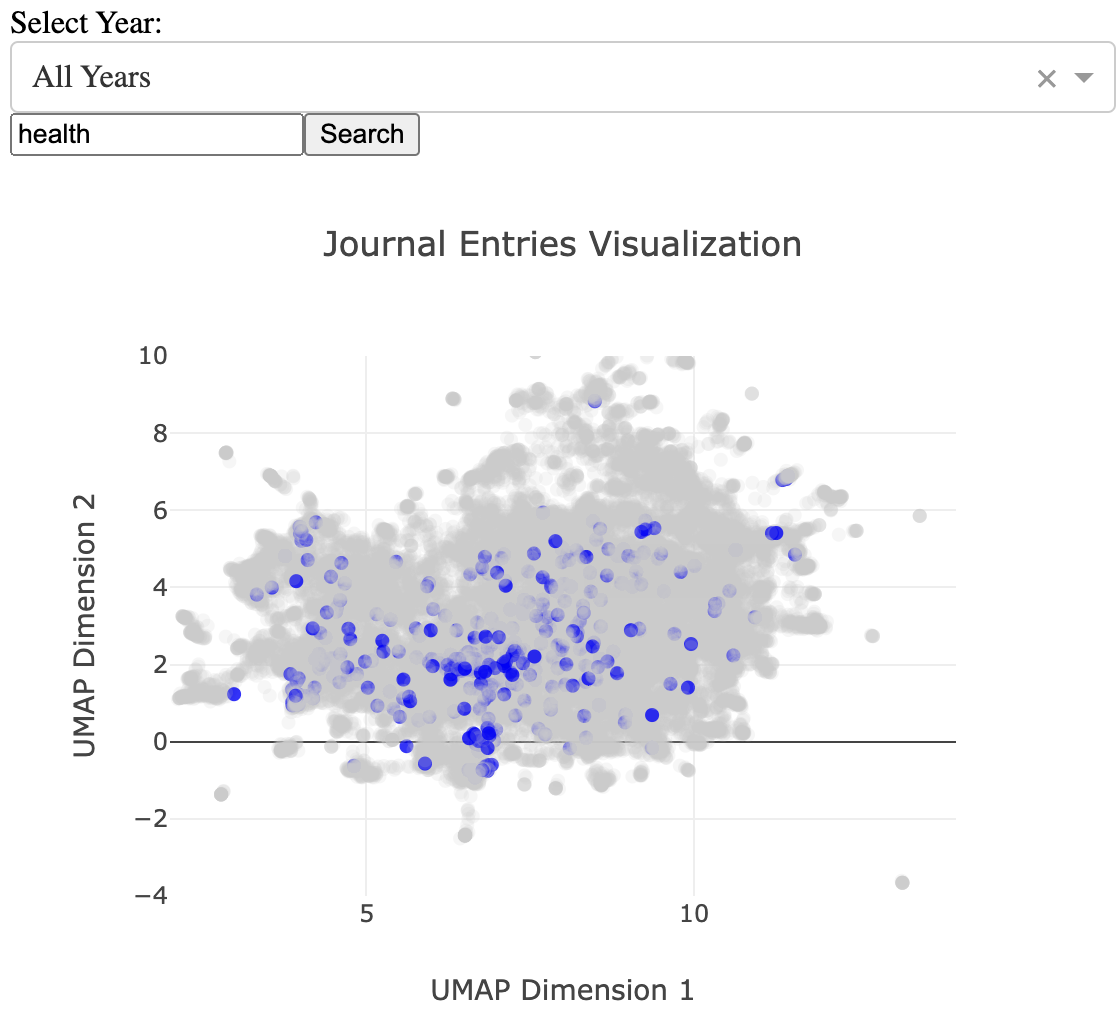 Select Year:
All Years
health
Search
Journal Entries Visualization
10
8
6
4
2
0
−2
−4
5
10
UMAP Dimension 2
UMAP Dimension 1